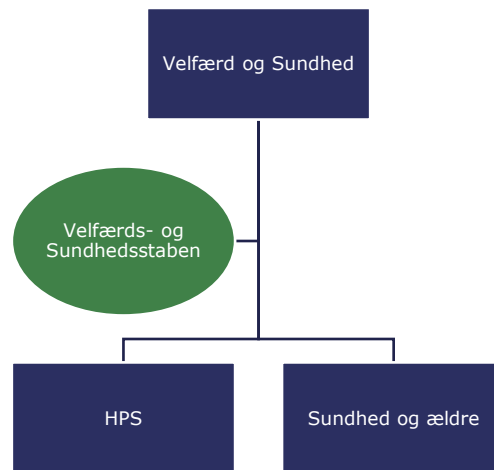 Velfærd og Sundhed
Velfærds- og
Sundhedsstaben
HPS
Sundhed og ældre